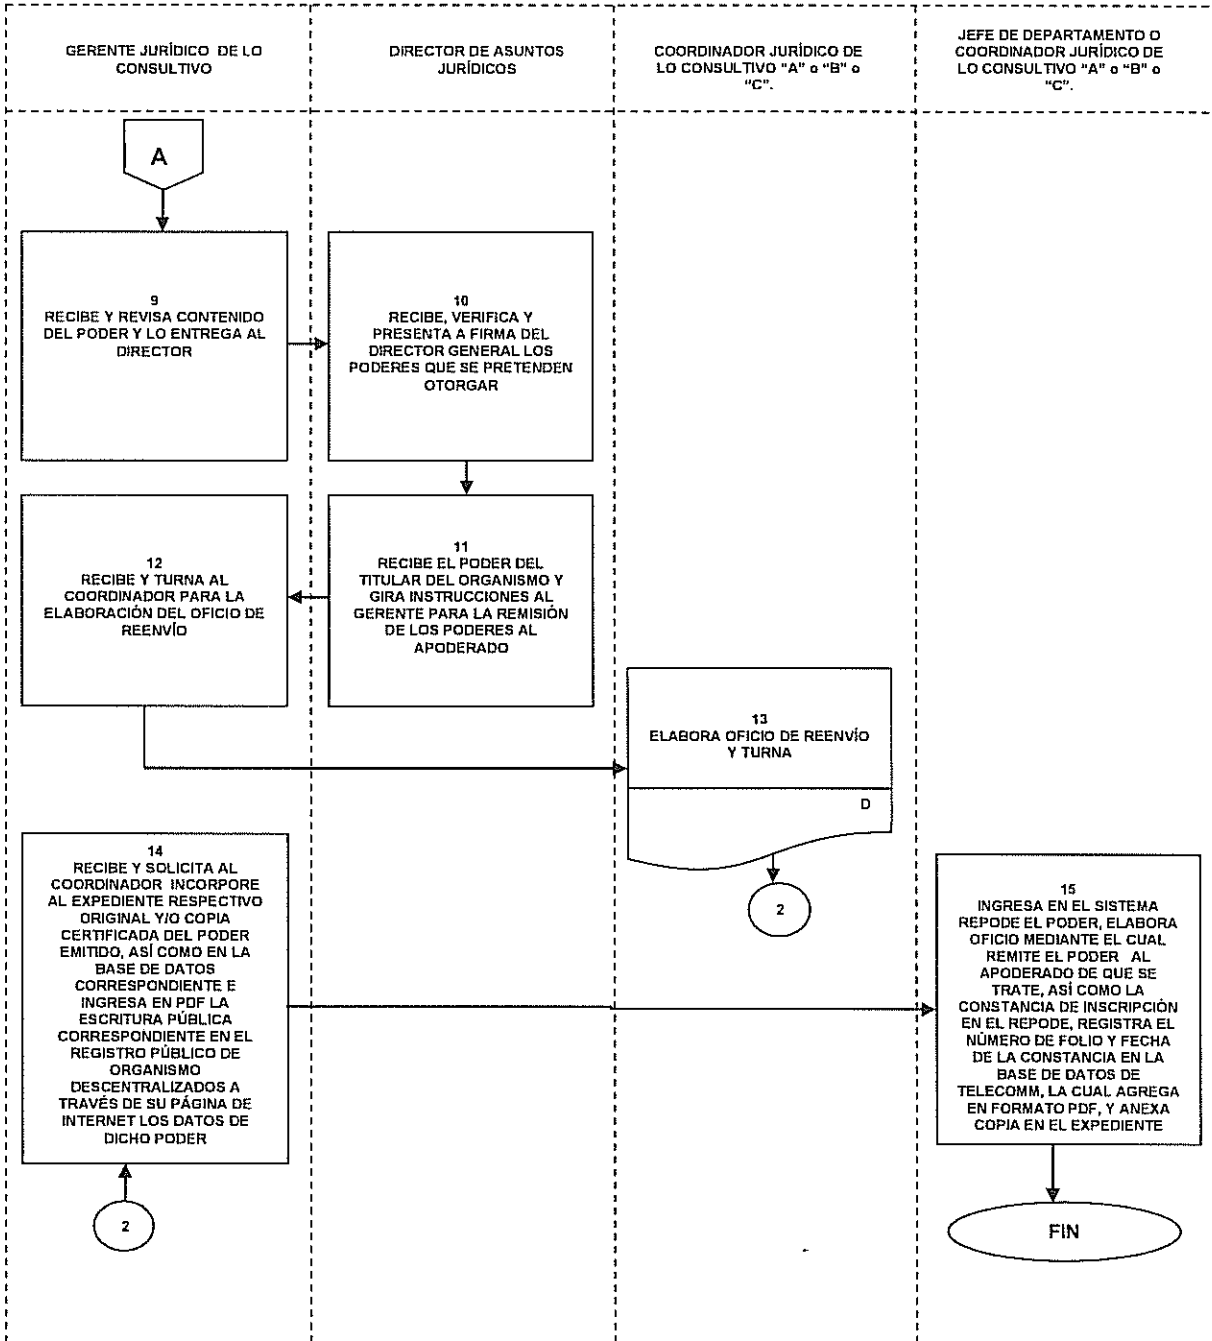 GERENTE JURÍDICO DE LO
CONSULTIVO
DIRECTOR DE ASUNTOS
JURÍDICOS
COORDINADOR JURÍDICO DE
LO CONSULTIVO "A" o "B" o
"C".
JEFE DE DEPARTAMENTO O
COORDINADOR JURÍDICO DE
LO CONSULTIVO "A" o "B" o
"C".
A
9
RECIBE Y REVISA CONTENIDO
DEL PODER Y LO ENTREGA AL
DIRECTOR
10
RECIBE, VERIFICA Y
PRESENTA A FIRMA DEL
DIRECTOR GENERAL LOS
PODERES QUE SE PRETENDEN
OTORGAR
12
RECIBE Y TURNA AL
COORDINADOR PARA LA
ELABORACIÓN DEL OFICIO DE
REENVÍO
11
RECIBE EL PODER DEL
TITULAR DEL ORGANISMO Y
GIRA INSTRUCCIONES AL
GERENTE PARA LA REMISIÓN
DE LOS PODERES AL
APODERADO
13
ELABORA OFICIO DE REENVÍO
Y TURNA
D
2
14
RECIBE Y SOLICITA AL
COORDINADOR INCORPORE
AL EXPEDIENTE RESPECTIVO
ORIGINAL Y/O COPIA
CERTIFICADA DEL PODER
EMITIDO, ASÍ COMO EN LA
BASE DE DATOS
CORRESPONDIENTE E
INGRESA EN PDF LA
ESCRITURA PÚBLICA
CORRESPONDIENTE EN EL
REGISTRO PÚBLICO DE
ORGANISMO
DESCENTRALIZADOS A
TRAVÉS DE SU PÁGINA DE
INTERNET LOS DATOS DE
DICHO PODER
2
15
INGRESA EN EL SISTEMA
REPODE EL PODER, ELABORA
OFICIO MEDIANTE EL CUAL
REMITE EL PODER AL
APODERADO DE QUE SE
TRATE, ASÍ COMO LA
CONSTANCIA DE INSCRIPCIÓN
EN EL REPODE, REGISTRA EL
NÚMERO DE FOLIO Y FECHA
DE LA CONSTANCIA EN LA
BASE DE DATOS DE
TELECOMM, LA CUAL AGREGA
EN FORMATO PDF, Y ANEXA
COPIA EN EL EXPEDIENTE
FIN